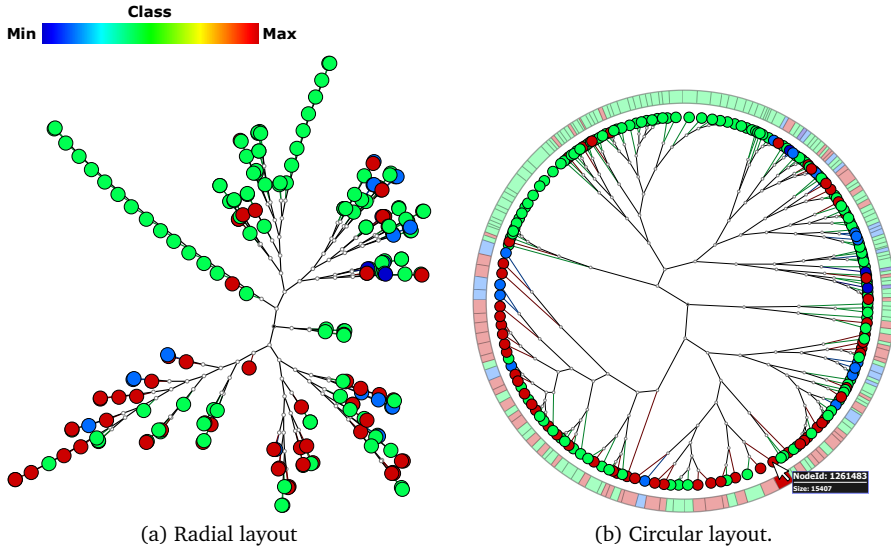 Class
Min Max
NodeId: 1261483
Size: 15407
(a) Radial layout
(b) Circular layout.